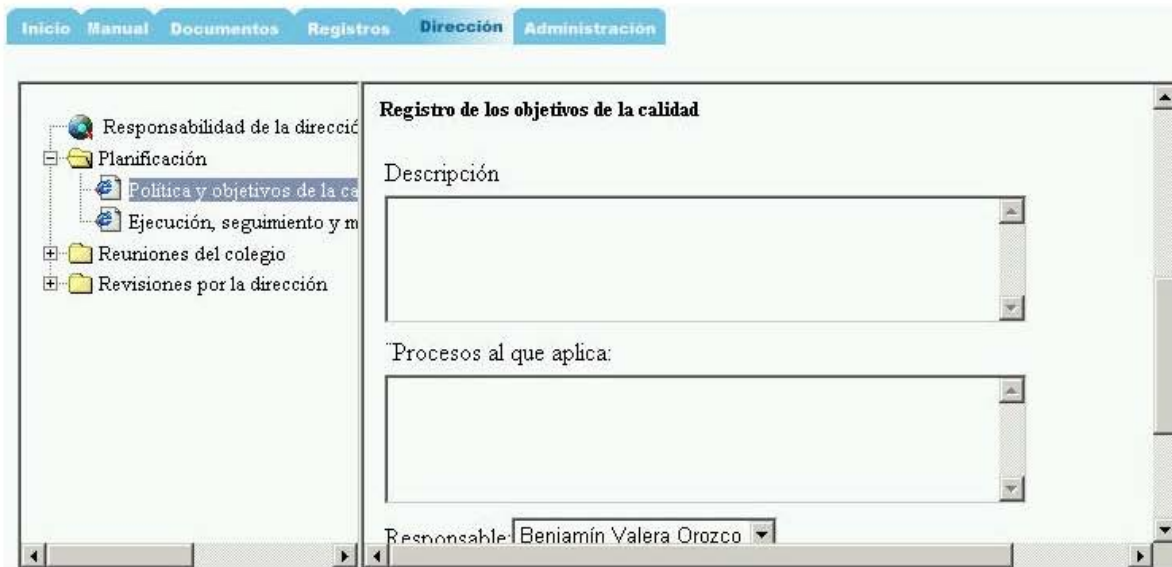 Inicio Manual Documentos Registros Dirección Administración
Responsabilidad de la direcció
Planificación
Política y objetivos de la ca
Ejecución, seguimiento y m
Reuniones del colegio
Revisiones por la dirección
Registro de los objetivos de la calidad
Descripción
¨Procesos al que aplica:
Responsable: Benjamín Valera Orozco